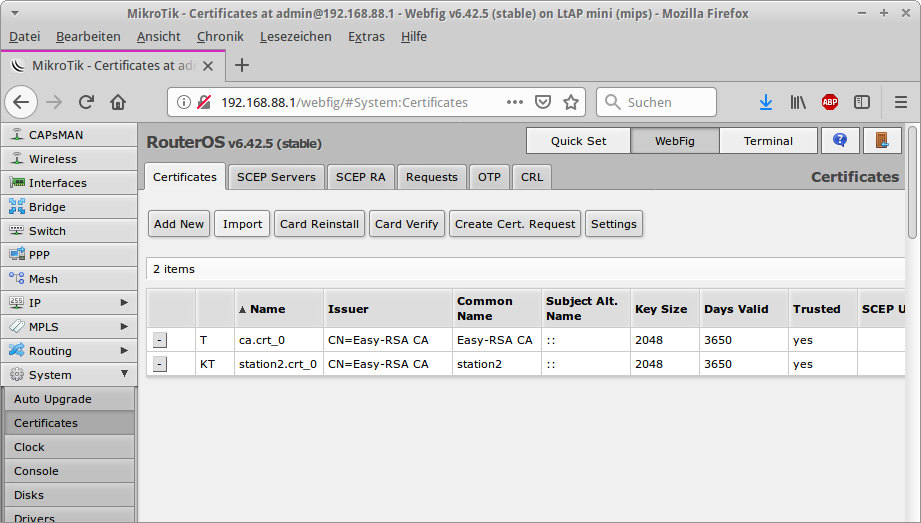 MikroTik - Certificates at admin@192.168.88.1 - Webfig v6.42.5 (stable) on LtAP mini (mips) - Mozilla Firefox
Datei Bearbeiten Ansicht Chronik Lesezeichen Extras Hilfe
MikroTik - Certificates at adm
192.168.88.1/webfig/#System:Certificates
Suchen
ABP
CAPsMAN
Wireless
Interfaces
Bridge
Switch
PPP
Mesh
IP
MPLS
Routing
System
Auto Upgrade
Certificates
Clock
Console
Disks
Drivers
RouterOS v6.42.5 (stable)
Quick Set WebFig Terminal
Certificates SCEP Servers SCEP RA Requests OTP CRL Certificates
Add New Import Card Reinstall Card Verify Create Cert. Request Settings
2 items
Name Issuer Common Name Subject Alt. Name Key Size Days Valid Trusted SCEP U
- T ca.crt_0 CN=Easy-RSA CA Easy-RSA CA :: 2048 3650 yes
- KT station2.crt_0 CN=Easy-RSA CA station2 :: 2048 3650 yes